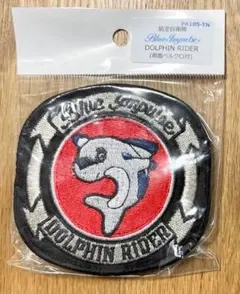 PA105-TN
航空自衛隊
Blue Impulse
DOLPHIN RIDER
(両面ベルクロ付)
Blue Impulse
DOLPHIN RIDER